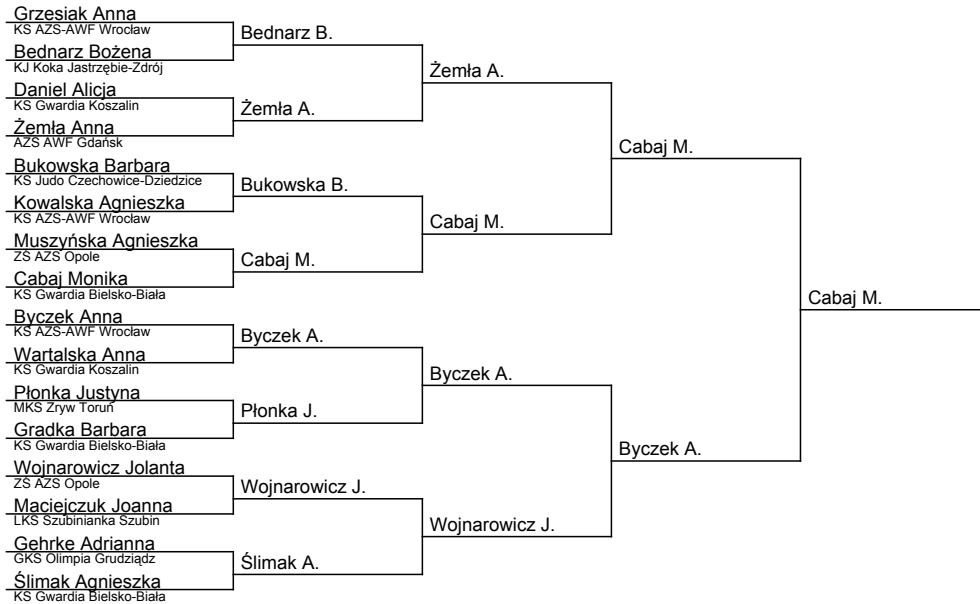 Grzesiak Anna
KS AZS-AWF Wrocław
Bednarz Bożena
KJ Koka Jastrzębie-Zdrój
Daniel Alicja
KS Gwardia Koszalin
Żemła Anna
AZS AWF Gdańsk
Bukowska Barbara
KS Judo Czechowice-Dziedzice
Kowalska Agnieszka
KS AZS-AWF Wrocław
Muszyńska Agnieszka
ZS AZS Opole
Cabaj Monika
KS Gwardia Bielsko-Biała
Byczek Anna
KS AZS-AWF Wrocław
Wartalska Anna
KS Gwardia Koszalin
Płonka Justyna
MKS Zryw Toruń
Gradka Barbara
KS Gwardia Bielsko-Biała
Wojnarowicz Jolanta
ZS AZS Opole
Maciejczuk Joanna
LKS Szubinianka Szubin
Gehrke Adrianna
GKS Olimpia Grudziądz
Ślimak Agnieszka
KS Gwardia Bielsko-Biała
Bednarz B.
Żemła A.
Bukowska B.
Cabaj M.
Byczek A.
Płonka J.
Wojnarowicz J.
Ślimak A.
Żemła A.
Cabaj M.
Byczek A.
Wojnarowicz J.
Cabaj M.
Byczek A.
Cabaj M.